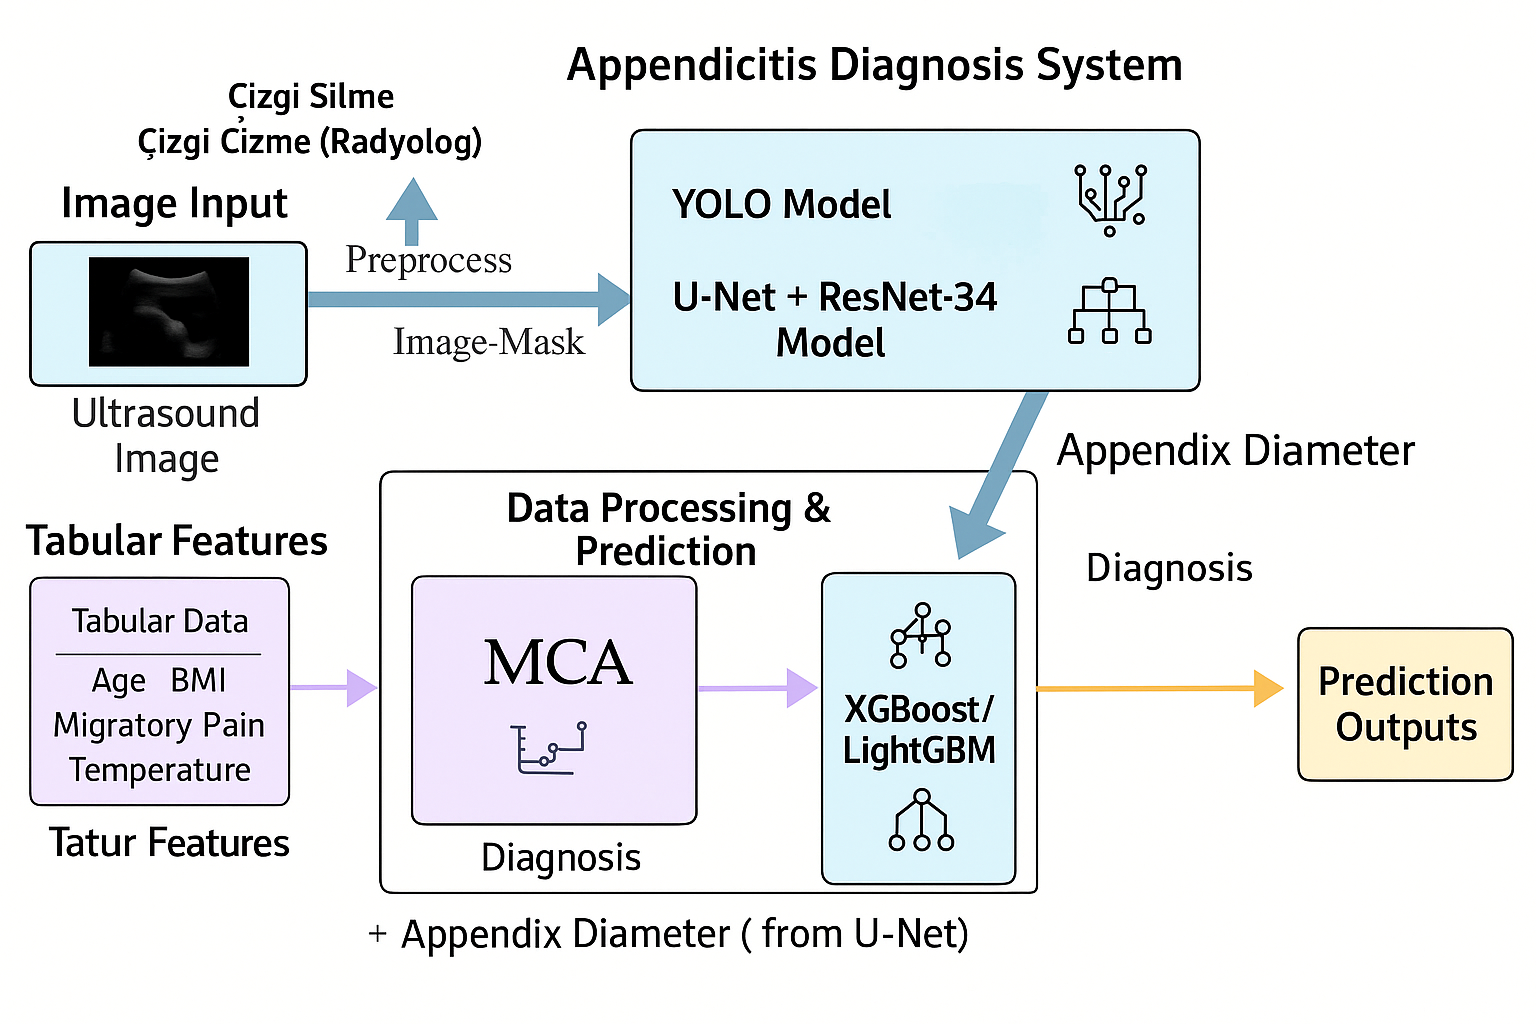 Appendicitis Diagnosis System
Çizgi Silme
Çizgi Cizme (Radyolog)
Image Input
Preprocess
Image-Mask
Ultrasound
Image
YOLO Model
U-Net + ResNet-34
Model
Appendix Diameter
Tabular Features
Tabular Data
Age BMI
Migratory Pain
Temperature
Tatur Features
Data Processing &
Prediction
MCA
Diagnosis
XGBoost/
LightGBM
+ Appendix Diameter ( from U-Net)
Diagnosis
Prediction
Outputs